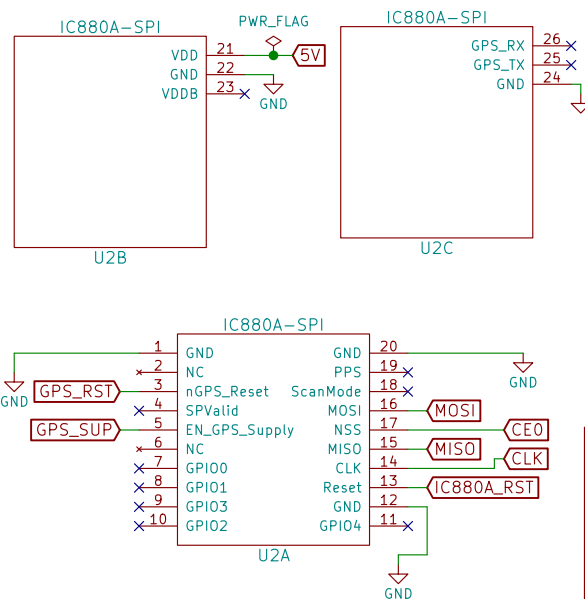 IC880A-SPI
PWR_FLAG
VDD 21
5V
GND 22
VDDB 23
GND
U2B
IC880A-SPI
GPS_RX 26
GPS_TX 25
GND 24
U2C
IC880A-SPI
1 GND
GND 20
2 NC
PPS 19
GND
GPS_RST
3 nGPS_Reset
ScanMode 18
GND
4 SPValid
MOSI 16
MOSI
GPS_SUP
5 EN_GPS_Supply
NSS 17
CE0
6 NC
MISO 15
MISO
7 GPIO0
CLK 14
CLK
8 GPIO1
Reset 13
IC880A_RST
9 GPIO3
GND 12
10 GPIO2
GPIO4 11
U2A
GND